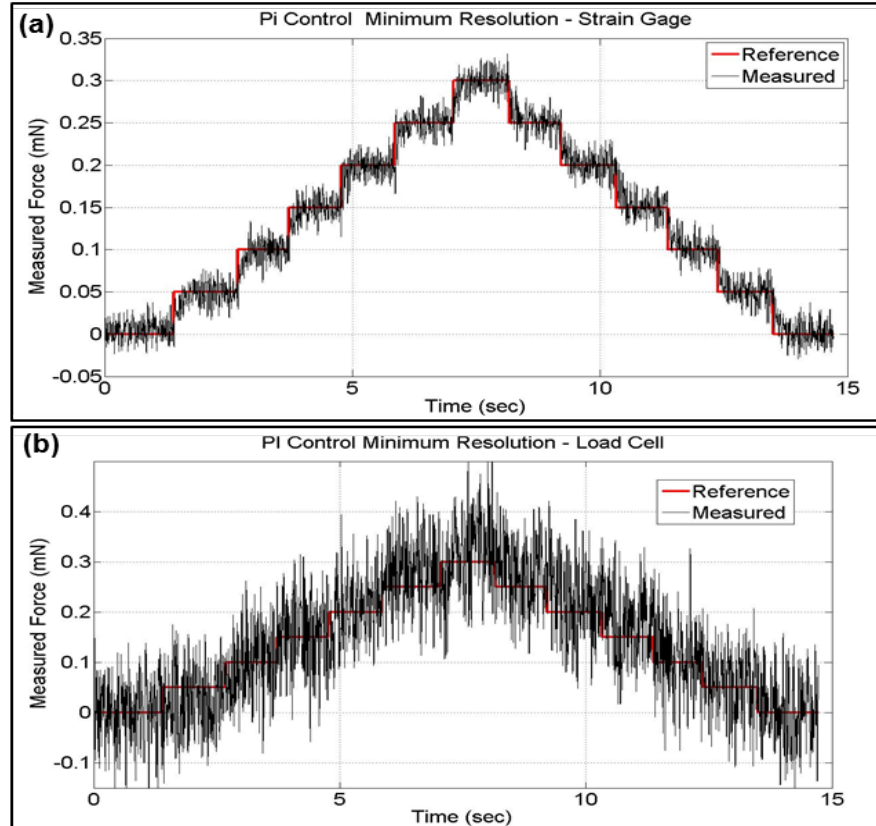 (a)
Pi Control Minimum Resolution - Strain Gage
0.35
0.3
0.25
0.2
0.15
0.1
0.05
0
-0.05
Measured Force (mN)
Reference
Measured
0 5 10 15
Time (sec)
(b)
PI Control Minimum Resolution - Load Cell
0.4
0.3
0.2
0.1
0
-0.1
Measured Force (mN)
Reference
Measured
0 5 10 15
Time (sec)